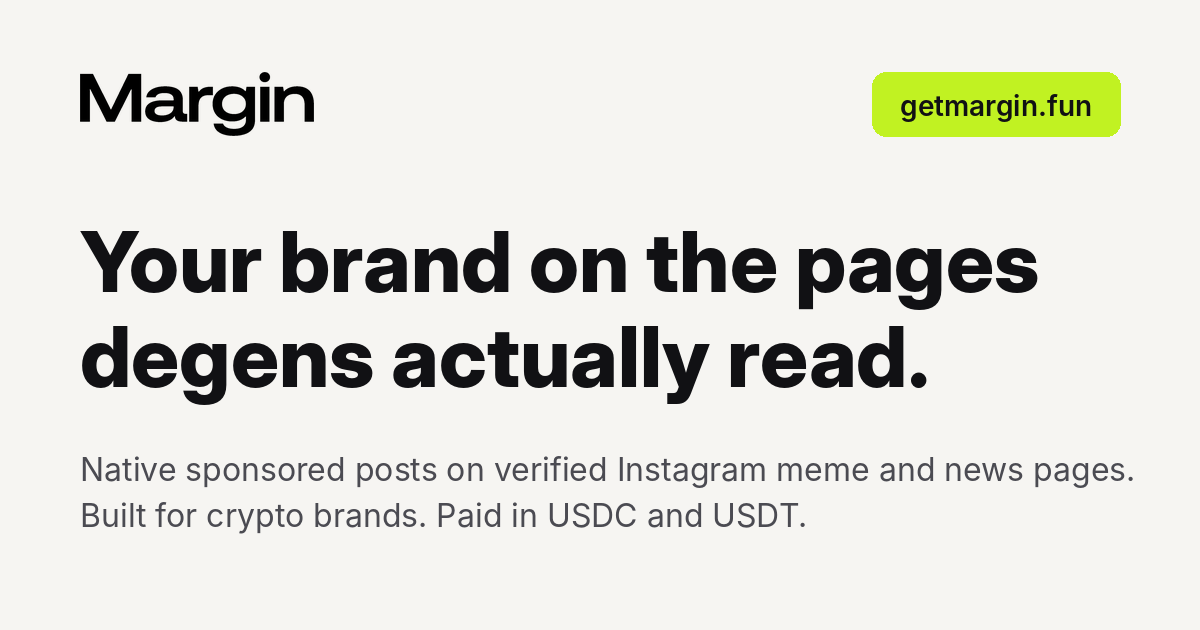 Margin
getmargin.fun
Your brand on the pages
degens actually read.
Native sponsored posts on verified Instagram meme and news pages.
Built for crypto brands. Paid in USDC and USDT.